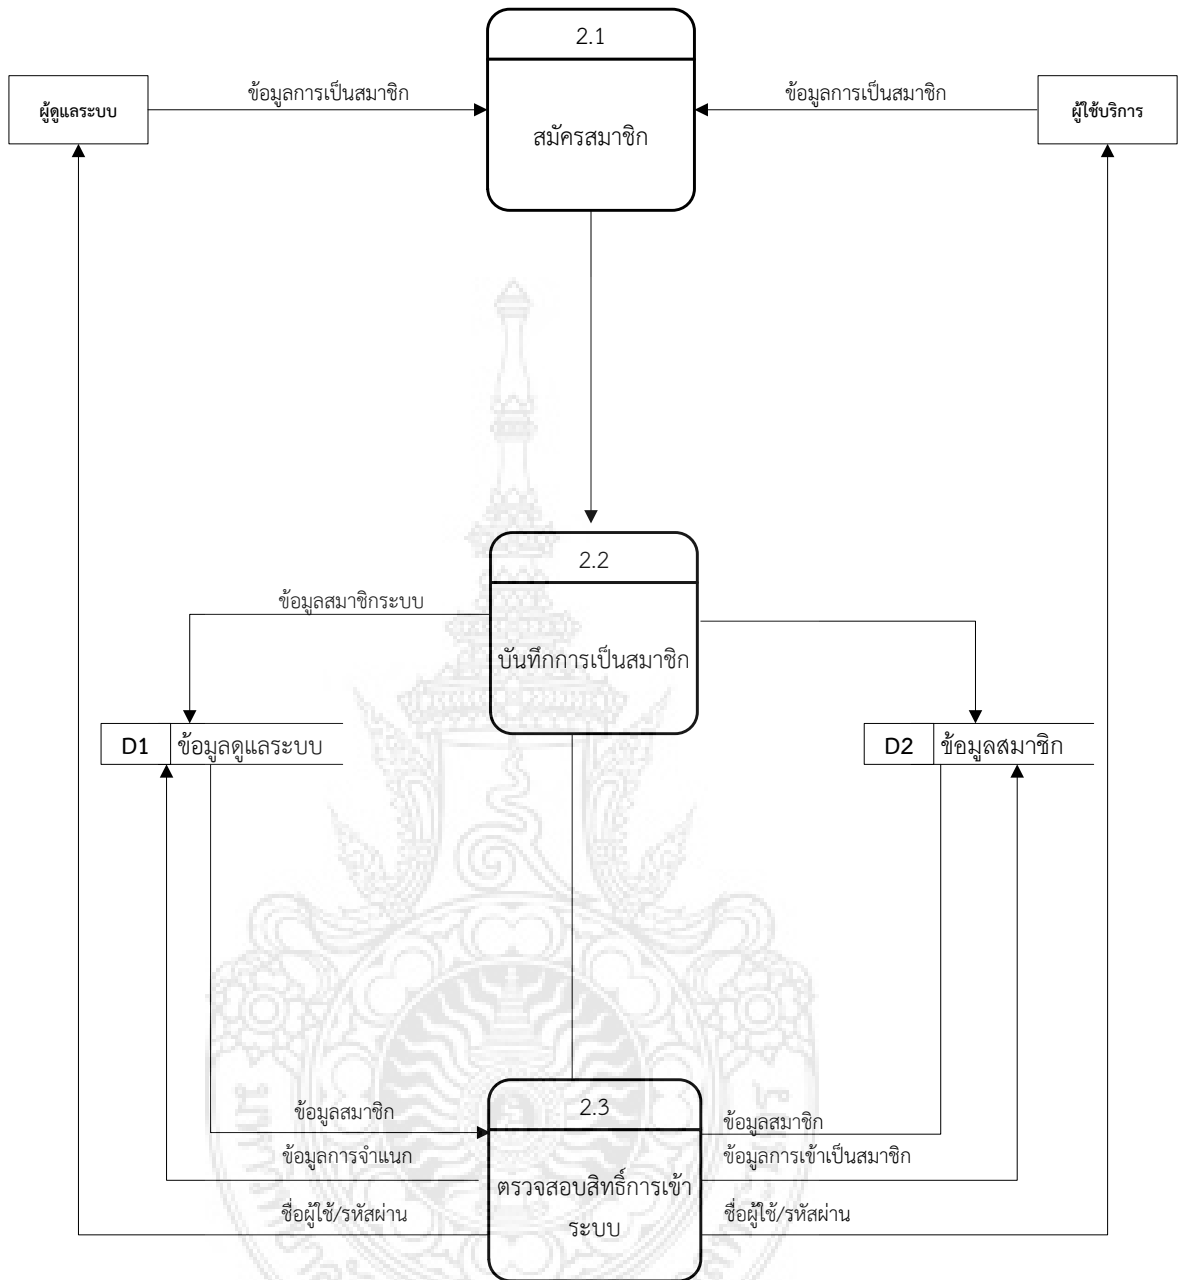 2.1
ข้อมูลการเป็นสมาชิก
ข้อมูลการเป็นสมาชิก
ผู้ดูแลระบบ
ผู้ใช้บริการ
สมัครสมาชิก
2.2
ข้อมูลสมาชิกระบบ
บันทึกการเป็นสมาชิก
D1 ข้อมูลดูแลระบบ
D2 ข้อมูลสมาชิก
2.3
ข้อมูลสมาชิก
ข้อมูลสมาชิก
ข้อมูลการจำแนก
ข้อมูลการเข้าเป็นสมาชิก
ตรวจสอบสิทธิ์การเข้า
ระบบ
ชื่อผู้ใช้/รหัสผ่าน
ชื่อผู้ใช้/รหัสผ่าน